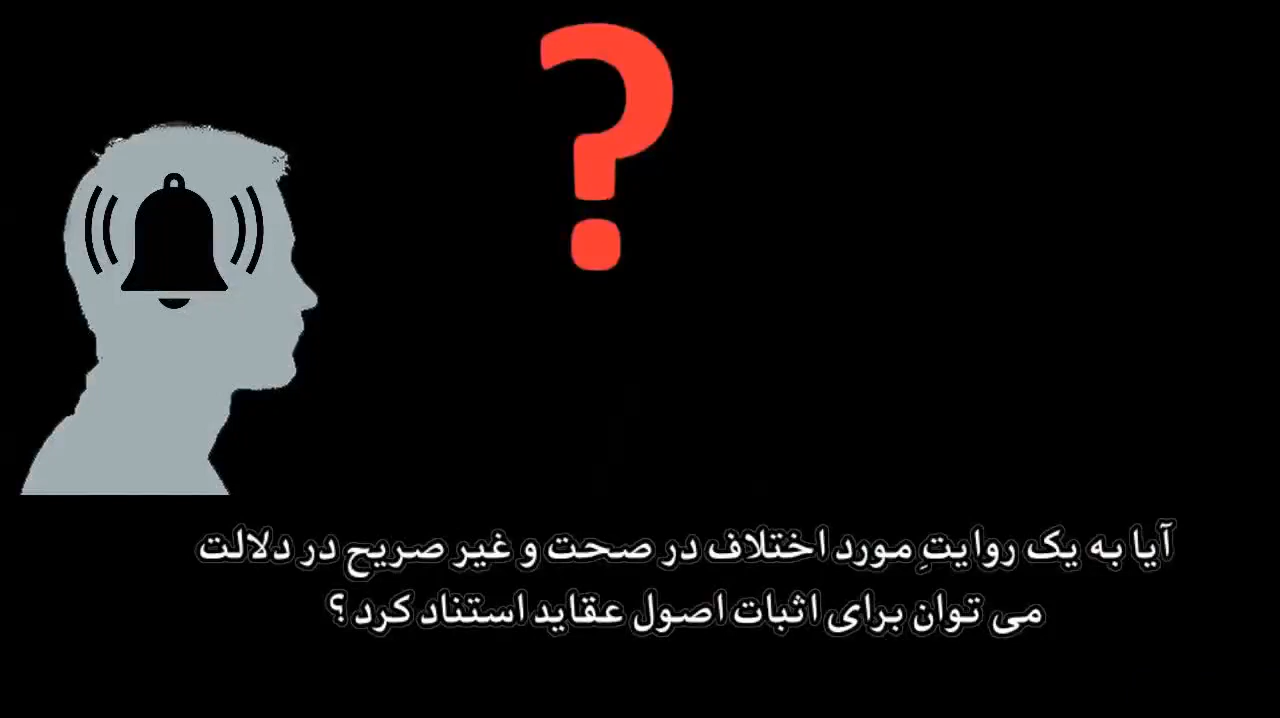 ?
آیا به یک روایتِ مورد اختلاف در صحت و غیر صریح در دلالت
می توان برای اثبات اصول عقاید استناد کرد ؟